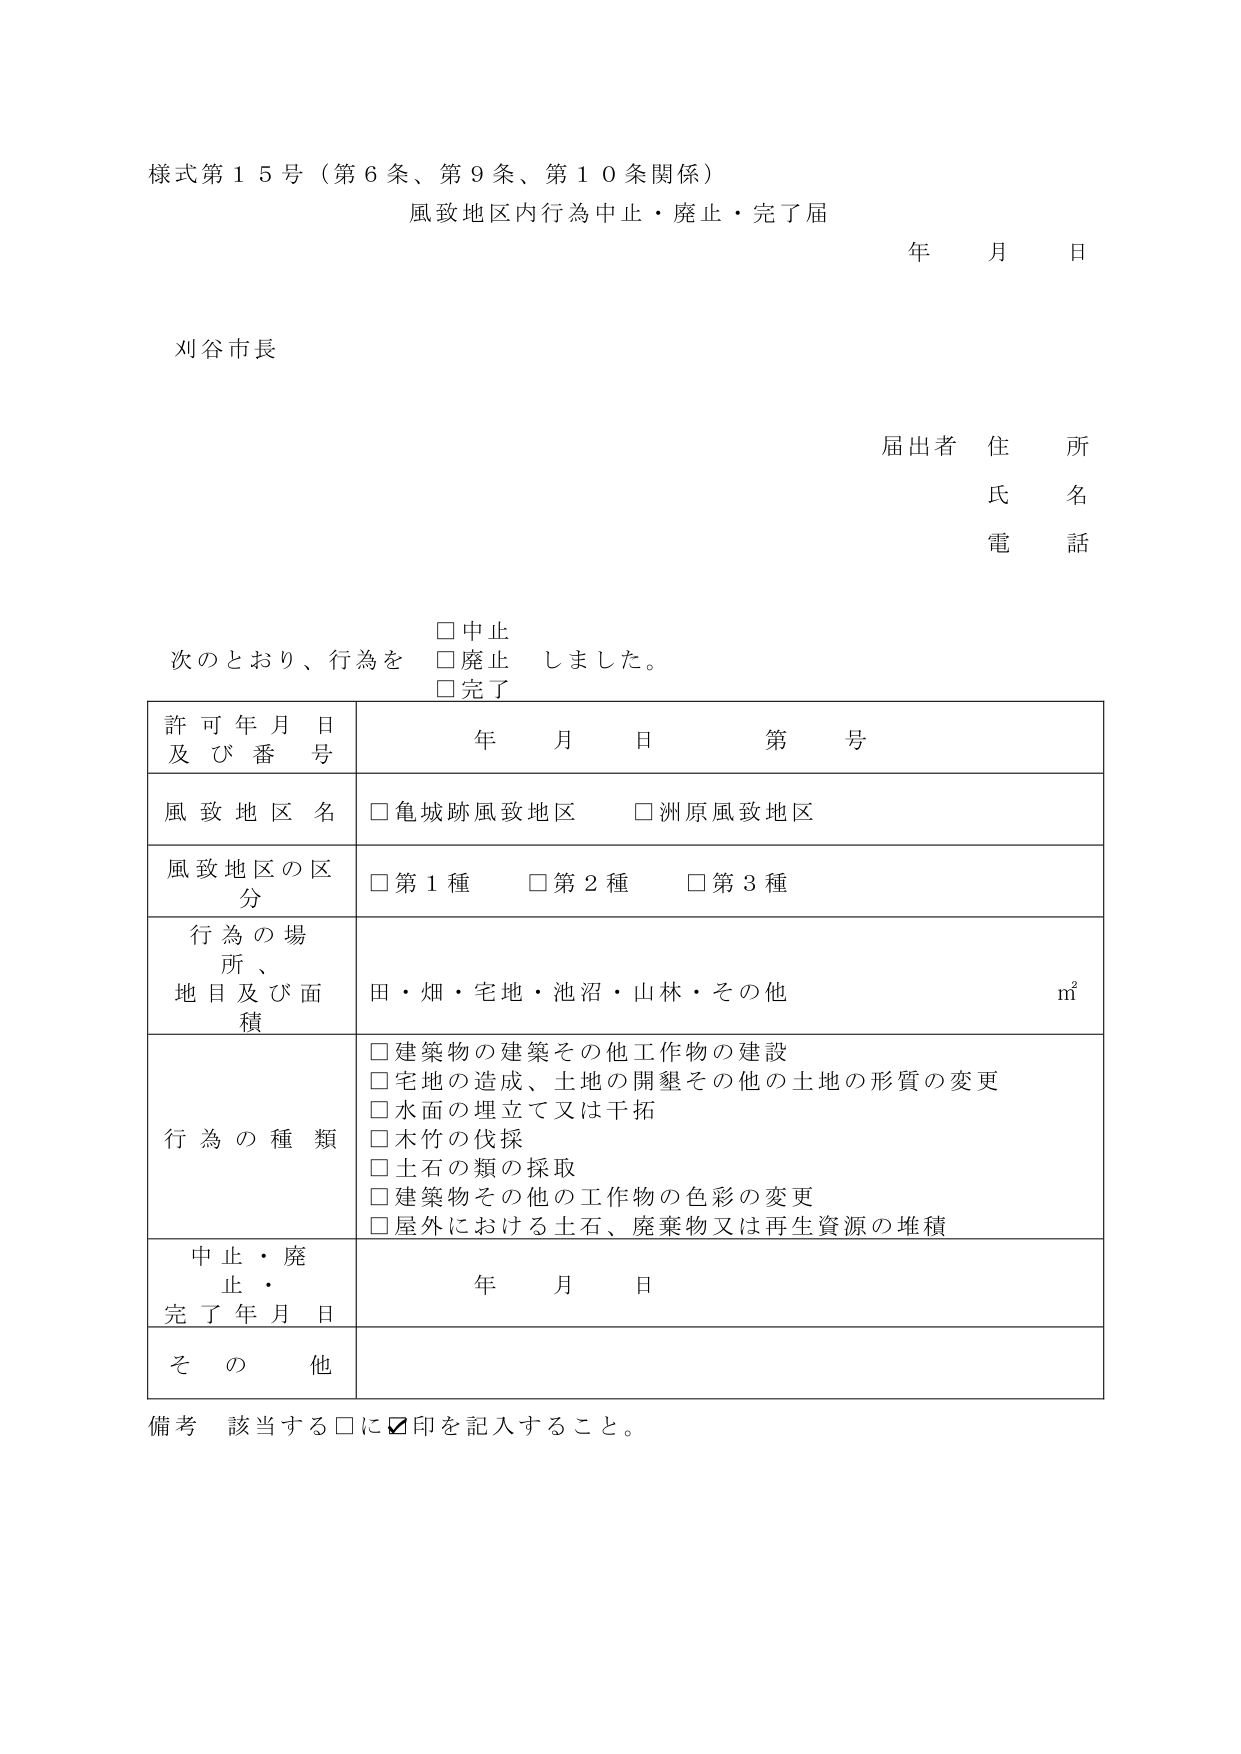 様式第１５号（第６条、第９条、第１０条関係）
風致地区内行為中止・廃止・完了届
年　　月　　日
刈谷市長
届出者　住　　所
氏　　名
電　　話
□中止
次のとおり、行為を　□廃止　しました。
□完了
許可年月日
及び番号
年　　月　　日　　　　第　　号
風致地区名
□亀城跡風致地区　　□洲原風致地区
風致地区の区
分
□第１種　　□第２種　　□第３種
行為の場
所、
地目及び面
積
田・畑・宅地・池沼・山林・その他　　　　　　　　　　㎡
行為の種類
□建築物の建築その他工作物の建設
□宅地の造成、土地の開墾その他の土地の形質の変更
□水面の埋立て又は干拓
□木竹の伐採
□土石の類の採取
□建築物その他の工作物の色彩の変更
□屋外における土石、廃棄物又は再生資源の堆積
中止・廃
止・
完了年月日
年　　月　　日
その他
備考　該当する□に☑印を記入すること。